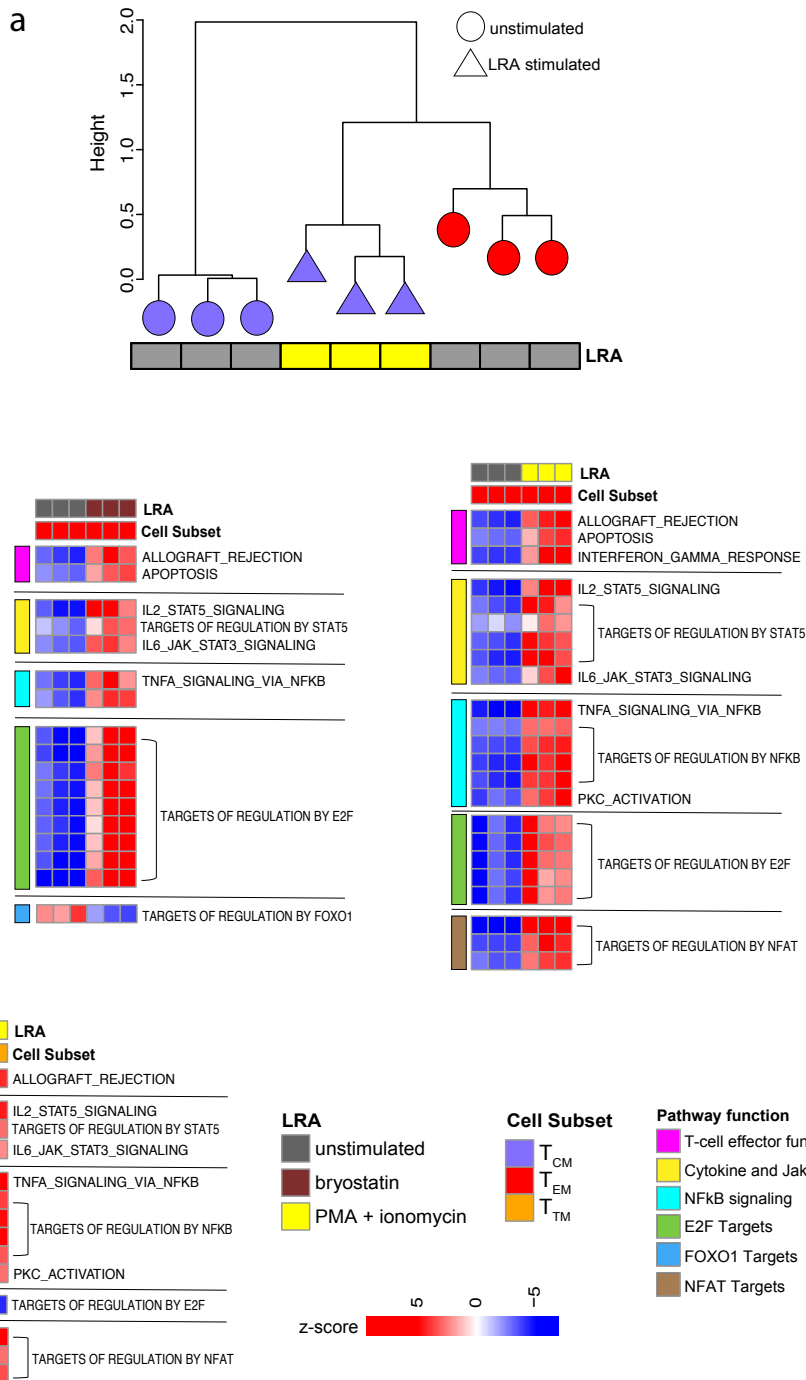 a
unstimulated
LRA stimulated
Height
2.0
1.5
1.0
0.5
0.0
LRA
LRA
Cell Subset
ALLOGRAFT_REJECTION
APOPTOSIS
IL2_STAT5_SIGNALING
TARGETS OF REGULATION BY STAT5
IL6_JAK_STAT3_SIGNALING
TNFA_SIGNALING_VIA_NFKB
TARGETS OF REGULATION BY E2F
TARGETS OF REGULATION BY FOXO1
LRA
Cell Subset
ALLOGRAFT_REJECTION
APOPTOSIS
INTERFERON_GAMMA_RESPONSE
IL2_STAT5_SIGNALING
TARGETS OF REGULATION BY STAT5
IL6_JAK_STAT3_SIGNALING
TNFA_SIGNALING_VIA_NFKB
TARGETS OF REGULATION BY NFKB
PKC_ACTIVATION
TARGETS OF REGULATION BY E2F
TARGETS OF REGULATION BY NFAT
LRA
Cell Subset
ALLOGRAFT_REJECTION
IL2_STAT5_SIGNALING
TARGETS OF REGULATION BY STAT5
IL6_JAK_STAT3_SIGNALING
TNFA_SIGNALING_VIA_NFKB
TARGETS OF REGULATION BY NFKB
PKC_ACTIVATION
TARGETS OF REGULATION BY E2F
TARGETS OF REGULATION BY NFAT
LRA
unstimulated
bryostatin
PMA + ionomycin
Cell Subset
TCM
TEM
TTM
z-score
5
0
−5
Pathway function
T-cell effector fun
Cytokine and Jak
NFkB signaling
E2F Targets
FOXO1 Targets
NFAT Targets